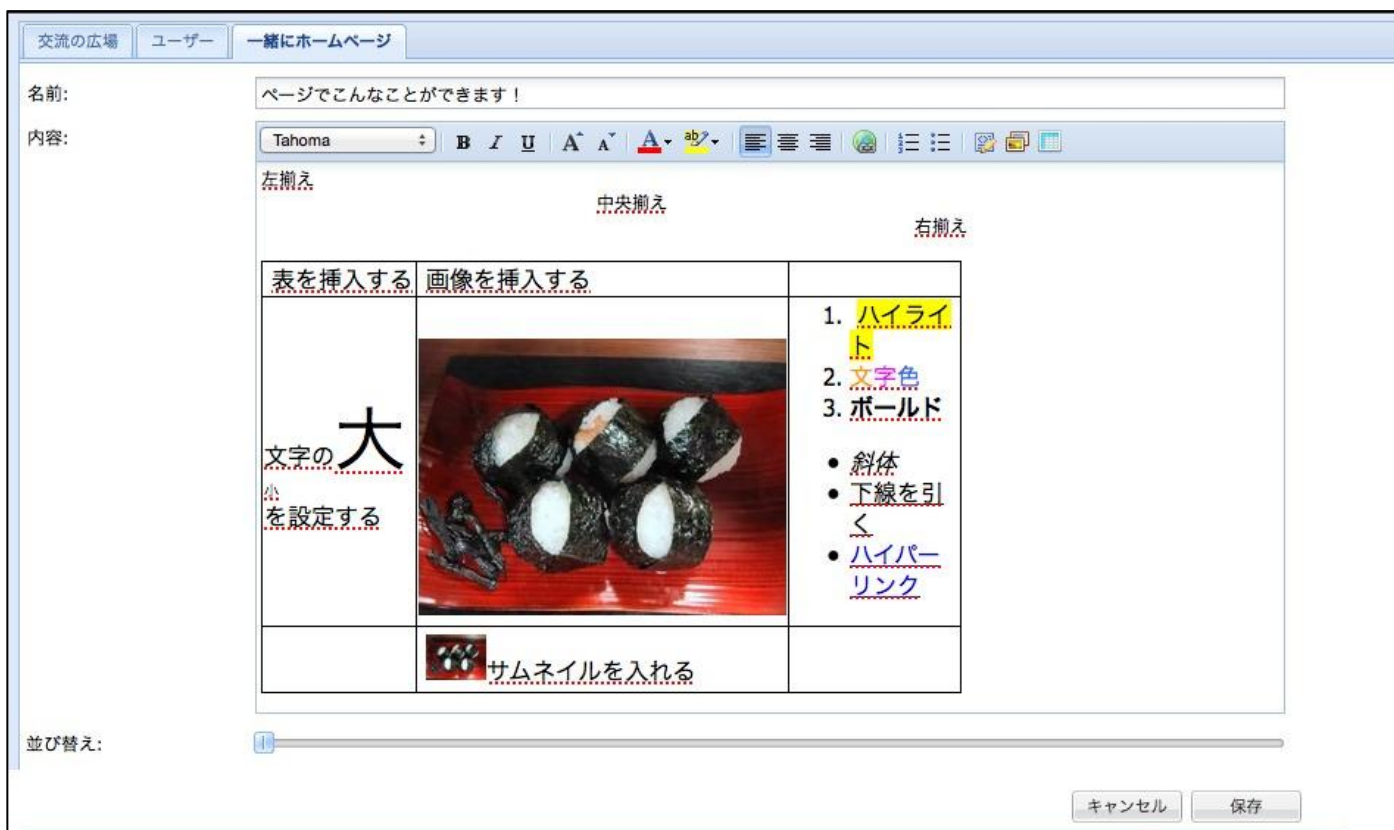 交流の広場 ユーザー 一緒にホームページ
名前: ページでこんなことができます！
内容: Tahoma B I U A A A ab
左揃え
中央揃え
右揃え
表を挿入する 画像を挿入する
文字の大
小
を設定する
1. ハイライ
ト
2. 文字色
3. ボールド
• 斜体
• 下線を引
く
• ハイパー
リンク
サムネイルを入れる
並び替え:
キャンセル 保存